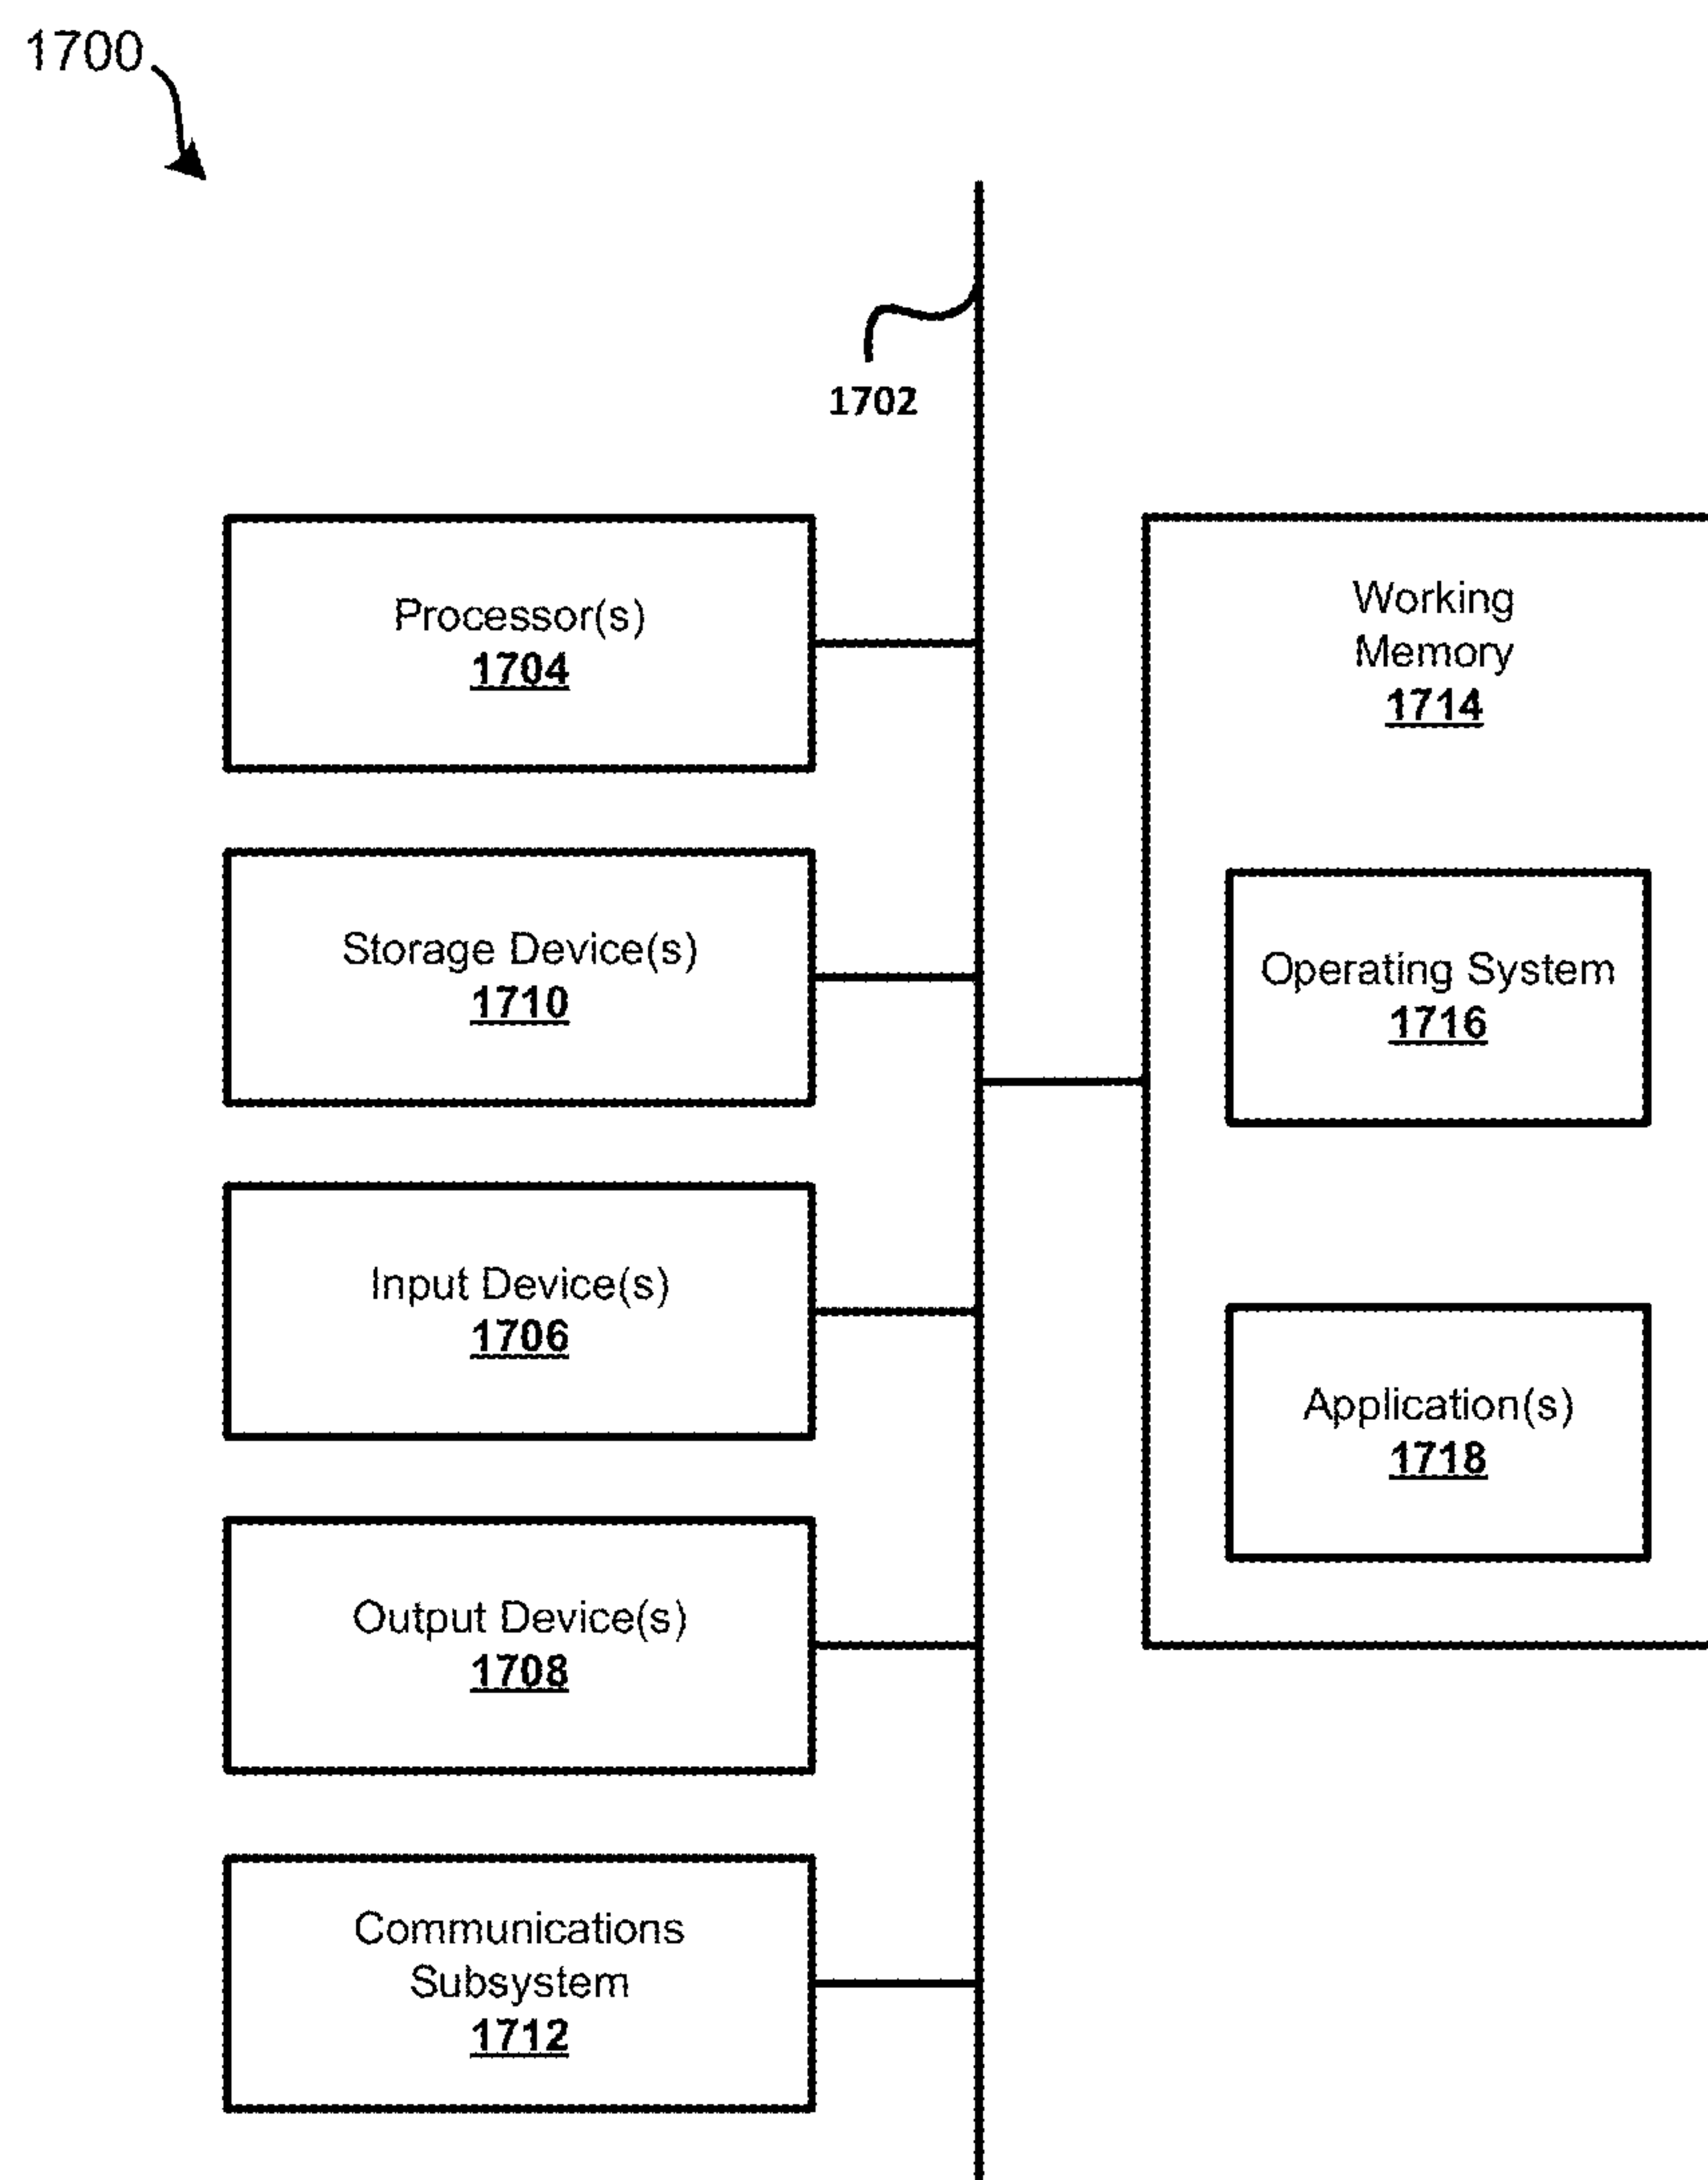 1700
1702
Processor(s)
1704
Storage Device(s)
1710
Input Device(s)
1706
Output Device(s)
1708
Communications
Subsystem
1712
Working
Memory
1714
Operating System
1716
Application(s)
1718